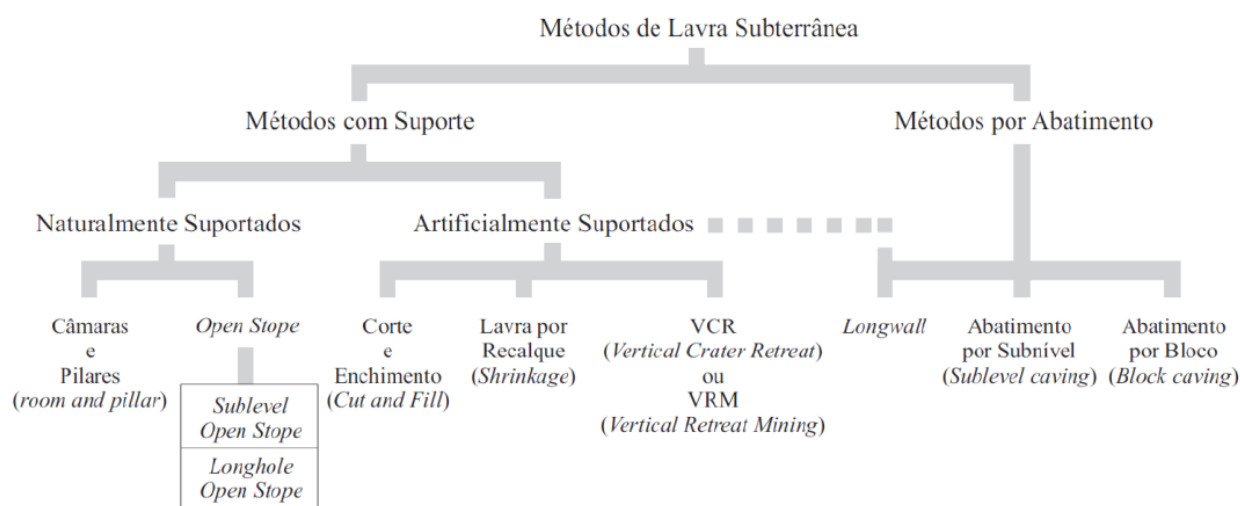 Métodos de Lavra Subterrânea
Métodos com Suporte
Métodos por Abatimento
Naturalmente Suportados
Artificialmente Suportados
Câmaras
e
Pilares
(room and pillar)
Open Stope
Sublevel
Open Stope
Longhole
Open Stope
Corte
e
Enchimento
(Cut and Fill)
Lavra por
Recalque
(Shrinkage)
VCR
(Vertical Crater Retreat)
ou
VRM
(Vertical Retreat Mining)
Longwall
Abatimento
por Subnível
(Sublevel caving)
Abatimento
por Bloco
(Block caving)